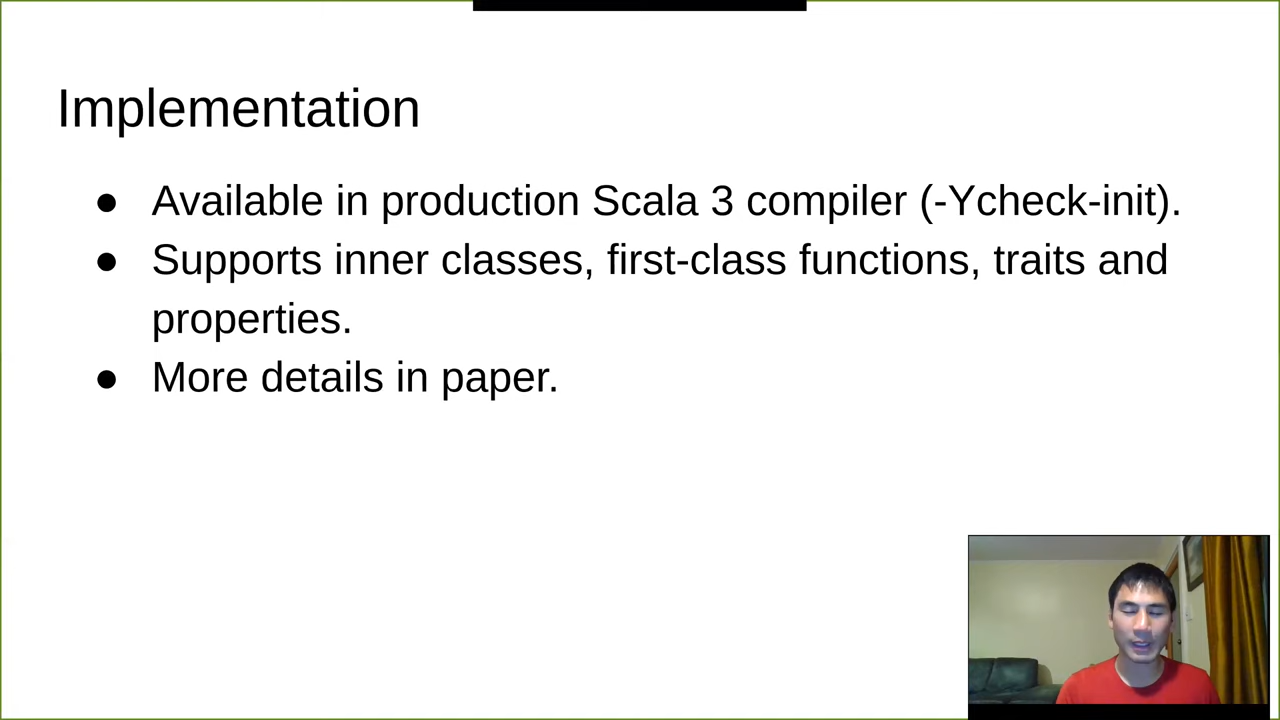 Implementation
● Available in production Scala 3 compiler (-Ycheck-init).
● Supports inner classes, first-class functions, traits and
properties.
● More details in paper.